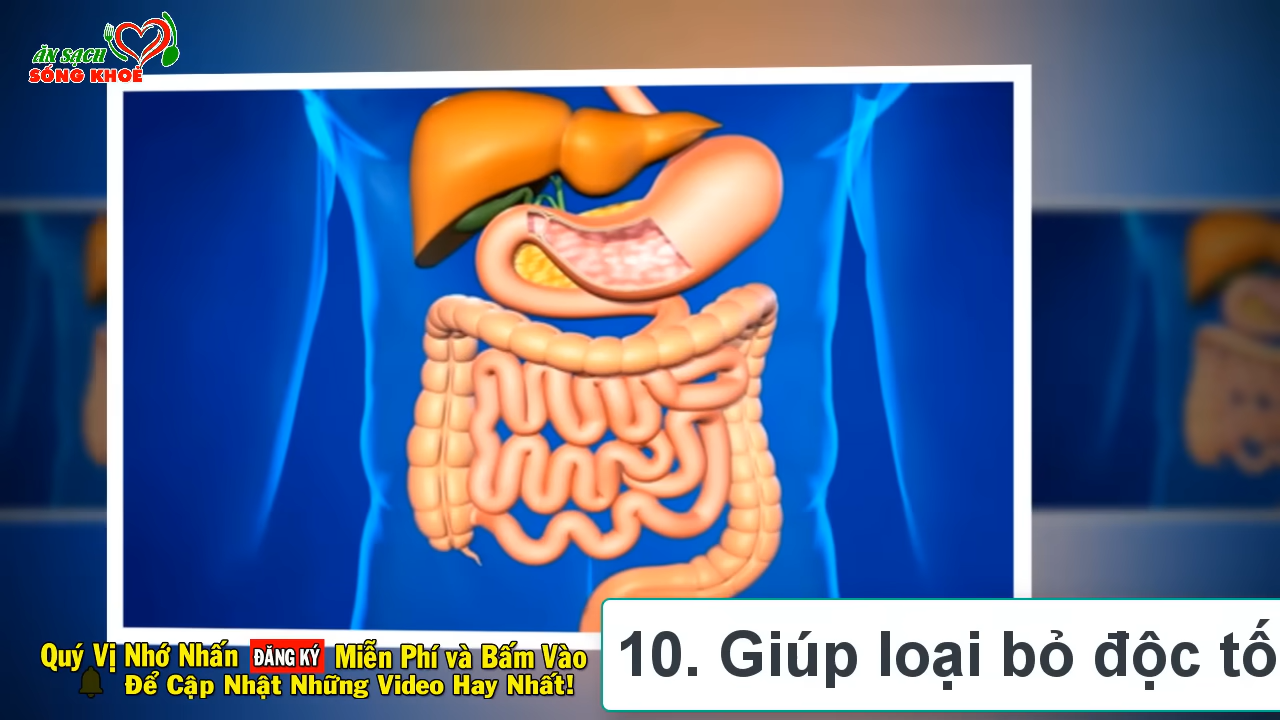 ĂN SẠCH
SỐNG KHOẺ
10. Giúp loại bỏ độc tố
Quý Vị Nhớ Nhấn ĐĂNG KÝ Miễn Phí và Bấm Vào
Để Cập Nhật Những Video Hay Nhất!